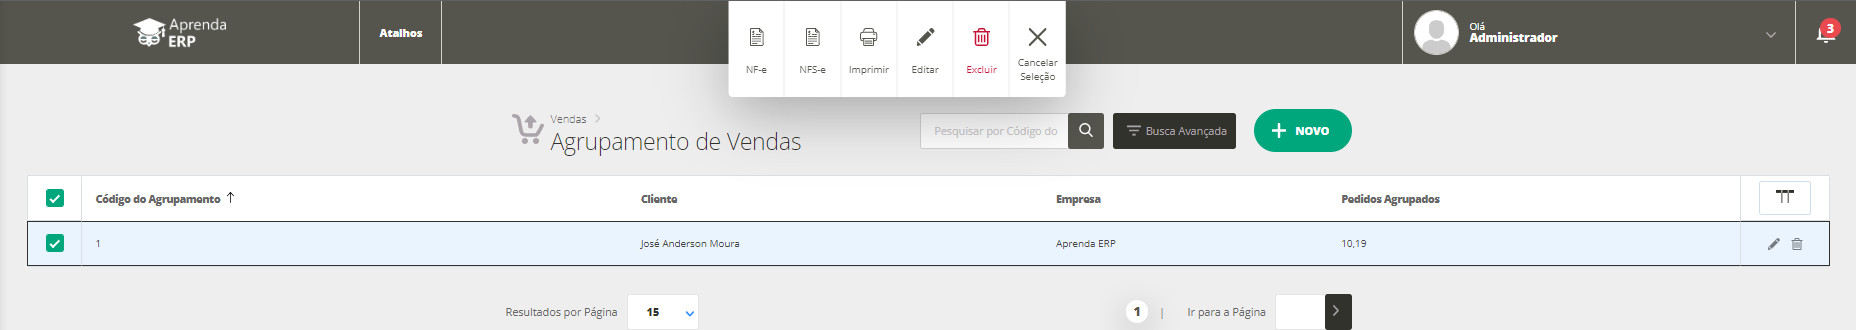 Aprenda
ERP
Atalhos
NF-e
NFS-e
Imprimir
Editar
Excluir
Cancelar
Seleção
Olá
Administrador
3
Vendas
Agrupamento de Vendas
Pesquisar por Código do
Busca Avançada
NOVO
Código do Agrupamento
Cliente
Empresa
Pedidos Agrupados
1
José Anderson Moura
Aprenda ERP
10,19
Resultados por Página
15
1
Ir para a Página